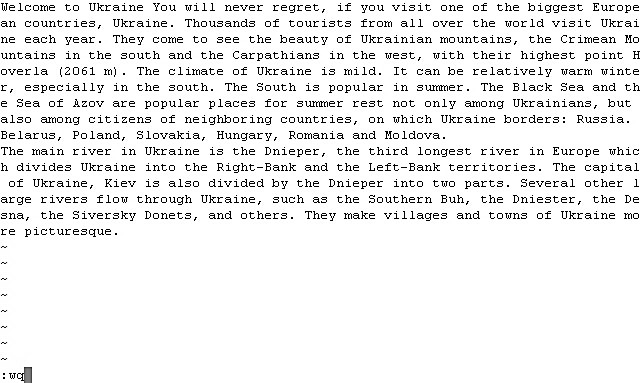 Welcome to Ukraine You will never regret, if you visit one of the biggest Europe
an countries, Ukraine. Thousands of tourists from all over the world visit Ukrai
ne each year. They come to see the beauty of Ukrainian mountains, the Crimean Mo
untains in the south and the Carpathians in the west, with their highest point H
overla (2061 m). The climate of Ukraine is mild. It can be relatively warm winte
r, especially in the south. The South is popular in summer. The Black Sea and th
e Sea of Azov are popular places for summer rest not only among Ukrainians, but
also among citizens of neighboring countries, on which Ukraine borders: Russia.
Belarus, Poland, Slovakia, Hungary, Romania and Moldova.
The main river in Ukraine is the Dnieper, the third longest river in Europe whic
h divides Ukraine into the Right-Bank and the Left-Bank territories. The capital
 of Ukraine, Kiev is also divided by the Dnieper into two parts. Several other l
arge rivers flow through Ukraine, such as the Southern Buh, the Dniester, the De
sna, the Siversky Donets, and others. They make villages and towns of Ukraine mo
re picturesque.
~
~
~
~
~
~
~
~
:wq